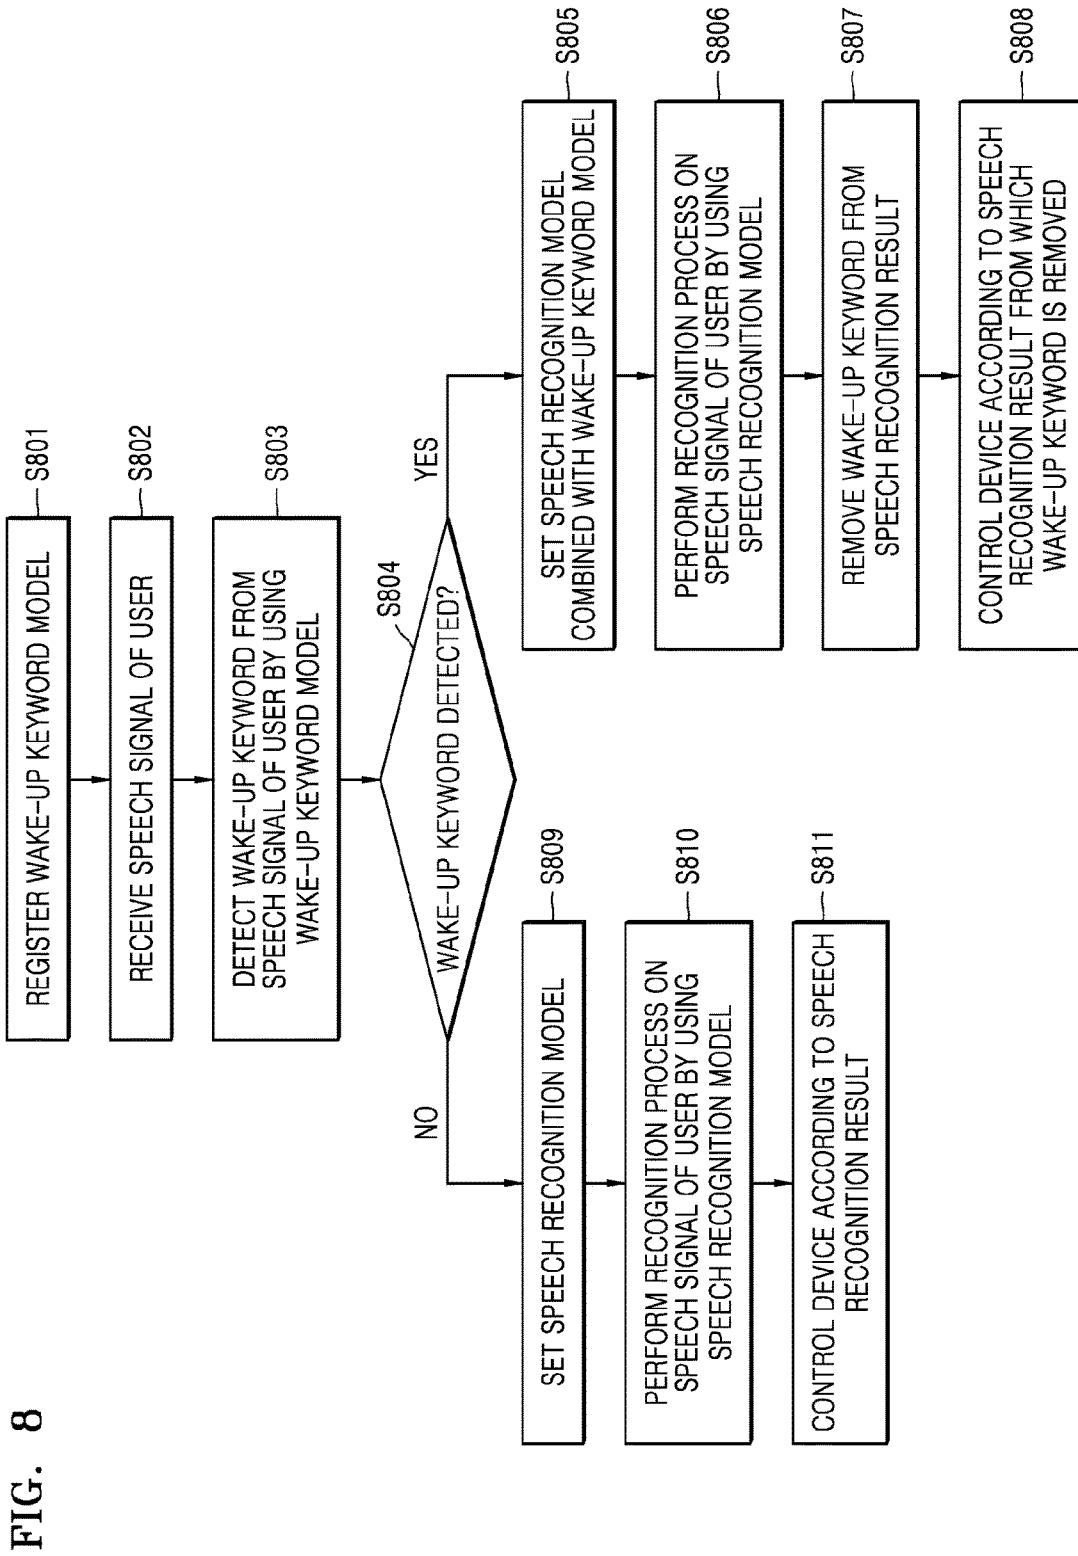 FIG. 8
REGISTER WAKE-UP KEYWORD MODEL
S801
RECEIVE SPEECH SIGNAL OF USER
S802
DETECT WAKE-UP KEYWORD FROM
SPEECH SIGNAL OF USER BY USING
WAKE-UP KEYWORD MODEL
S803
S804
WAKE-UP KEYWORD DETECTED?
NO
YES
SET SPEECH RECOGNITION MODEL
S809
PERFORM RECOGNITION PROCESS ON
SPEECH SIGNAL OF USER BY USING
SPEECH RECOGNITION MODEL
S810
CONTROL DEVICE ACCORDING TO SPEECH
RECOGNITION RESULT
S811
SET SPEECH RECOGNITION MODEL
COMBINED WITH WAKE-UP KEYWORD MODEL
S805
PERFORM RECOGNITION PROCESS ON
SPEECH SIGNAL OF USER BY USING
SPEECH RECOGNITION MODEL
S806
REMOVE WAKE-UP KEYWORD FROM
SPEECH RECOGNITION RESULT
S807
CONTROL DEVICE ACCORDING TO SPEECH
RECOGNITION RESULT FROM WHICH
WAKE-UP KEYWORD IS REMOVED
S808